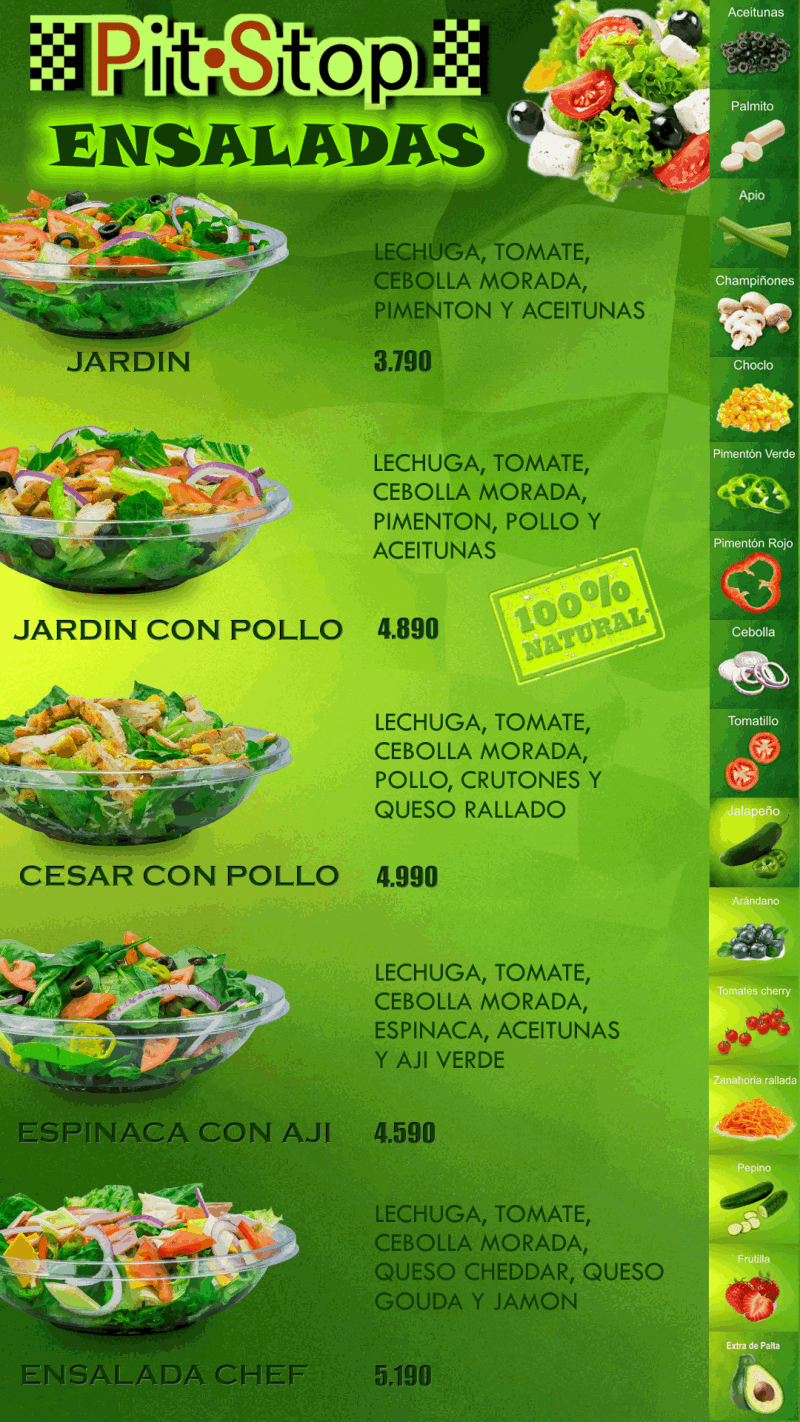 Pit•Stop
ENSALADAS
LECHUGA, TOMATE,
CEBOLLA MORADA,
PIMENTON Y ACEITUNAS
JARDIN
3.790
LECHUGA, TOMATE,
CEBOLLA MORADA,
PIMENTON, POLLO Y
ACEITUNAS
JARDIN CON POLLO
4.890
100%
NATURAL
LECHUGA, TOMATE,
CEBOLLA MORADA,
POLLO, CRUTONES Y
QUESO RALLADO
CESAR CON POLLO
4.990
LECHUGA, TOMATE,
CEBOLLA MORADA,
ESPINACA, ACEITUNAS
Y AJI VERDE
ESPINACA CON AJI
4.590
LECHUGA, TOMATE,
CEBOLLA MORADA,
QUESO CHEDDAR, QUESO
GOUDA Y JAMON
ENSALADA CHEF
5.190
Aceitunas
Palmito
Apio
Champiñones
Choclo
Pimentón Verde
Pimentón Rojo
Cebolla
Tomatillo
Jalapeño
Arándano
Tomates cherry
Zanahoria rallada
Pepino
Frutilla
Extra de Palta